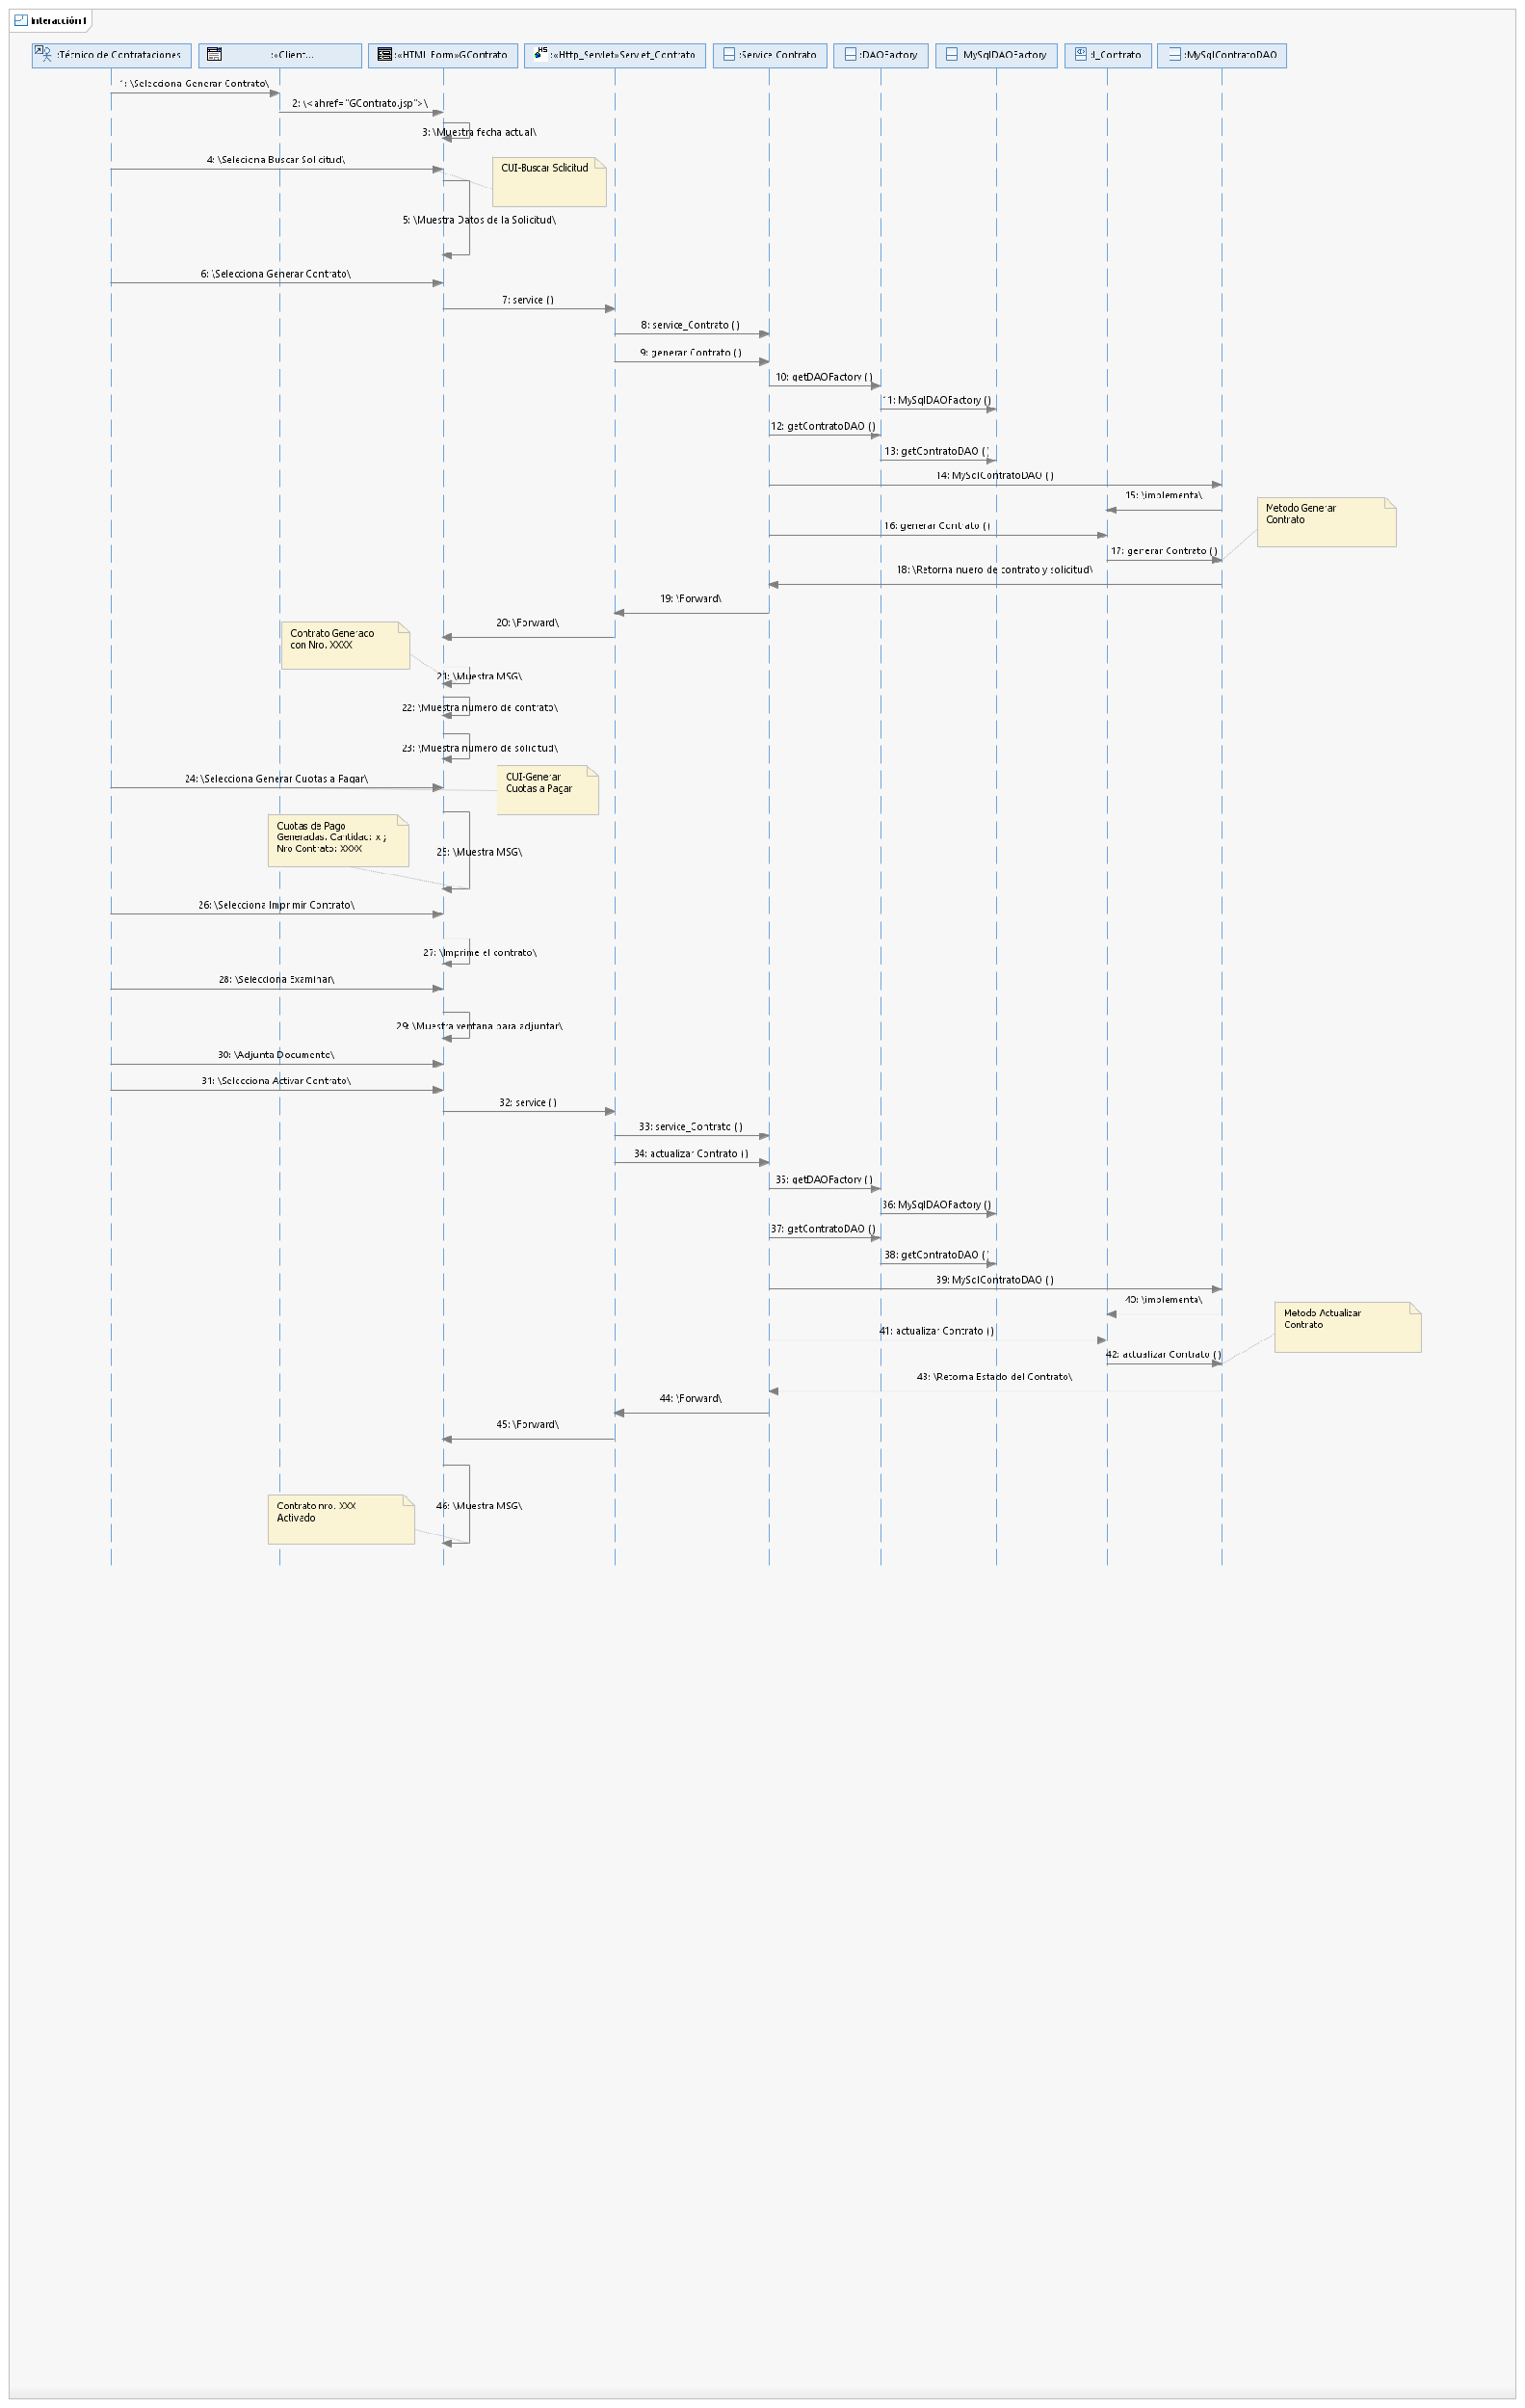 Interacción1
:Técnico de Contrataciones
:«Client...
:«HTML Form»GContrato
:«Http_Servlet»Servlet_Contrato
:Service Contrato
:DAOFactory
:MySqlDAOFactory
:I_Contrato
:MySqlContratoDAO
1: \Selecciona Generar Contrato\
2: \<ahref="GContrato.jsp">\
3: \Muestra fecha actual\
4: \Seleciona Buscar Solicitud\
CUI-Buscar Solicitud
5: \Muestra Datos de la Solicitud\
6: \Selecciona Generar Contrato\
7: service ()
8: service_Contrato ()
9: generar Contrato ()
10: getDAOFactory ()
11: MySqlDAOFactory ()
12: getContratoDAO ()
13: getContratoDAO ()
14: MySqlContratoDAO ()
15: \implementa\
Metodo Generar
Contrato
16: generar Contrato ()
17: generar Contrato ()
18: \Retorna nuero de contrato y solicitud\
19: \Forward\
20: \Forward\
Contrato Generado
con Nro. XXXX
21: \Muestra MSG\
22: \Muestra numero de contrato\
23: \Muestra numero de solicitud\
24: \Selecciona Generar Cuotas a Pagar\
CUI-Generar
Cuotas a Pagar
Cuotas de Pago
Generadas: Cantidad: x ;
Nro Contrato: XXXX
25: \Muestra MSG\
26: \Selecciona Imprimir Contrato\
27: \Imprime el contrato\
28: \Selecciona Examinar\
29: \Muestra ventana para adjuntar\
30: \Adjunta Documento\
31: \Selecciona Activar Contrato\
32: service ()
33: service_Contrato ()
34: actualizar Contrato ()
35: getDAOFactory ()
36: MySqlDAOFactory ()
37: getContratoDAO ()
38: getContratoDAO ()
39: MySqlContratoDAO ()
40: \implementa\
Metodo Actualizar
Contrato
41: actualizar Contrato ()
42: actualizar Contrato ()
43: \Retorna Estado del Contrato\
44: \Forward\
45: \Forward\
46: \Muestra MSG\
Contrato nro. XXX
Activado